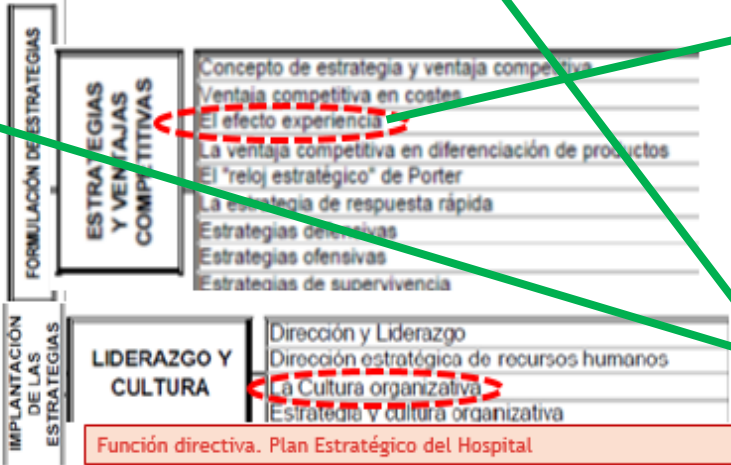 FORMULACIÓN DE ESTRATEGIAS
ESTRATEGIAS
Y VENTAJAS
COMPETITIVAS
Concepto de estrategia y ventaja competitiva
Ventaja competitiva en costes
El efecto experiencia
La ventaja competitiva en diferenciación de productos
El "reloj estratégico" de Porter
La estrategia de respuesta rápida
Estrategias defensivas
Estrategias ofensivas
Estrategias de supervivencia
IMPLANTACIÓN
DE LAS
ESTRATEGIAS
LIDERAZGO Y
CULTURA
Dirección y Liderazgo
Dirección estratégica de recursos humanos
La Cultura organizativa
Estrategia y cultura organizativa
Función directiva. Plan Estratégico del Hospital